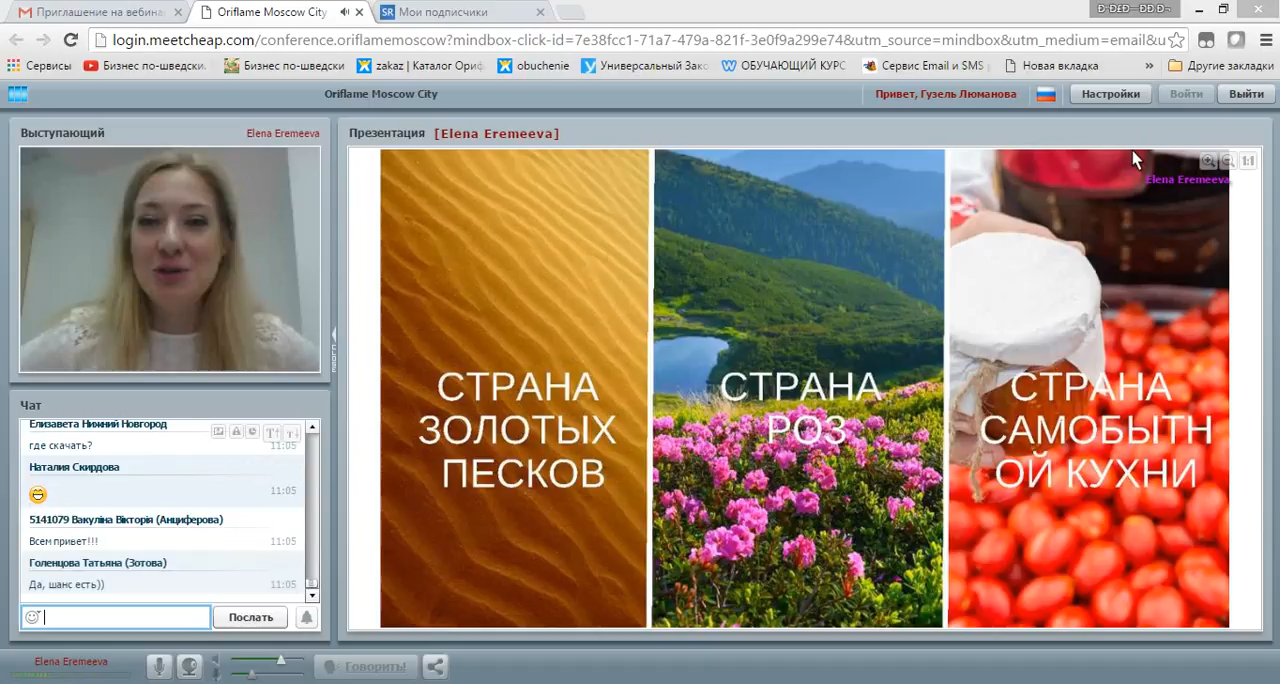 Приглашение на вебина
Oriflame Moscow City
Мои подписчики
login.meetcheap.com/conference.oriflamemoscow?mindbox-click-id=7e38fcc1-71a7-479a-821f-3e0f9a299e74&utm_source=mindbox&utm_medium=email&u
Сервисы
Бизнес по-шведски.
Бизнес по-шведски
zakaz | Каталог Ориф
obuchenie
Универсальный Зако
ОБУЧАЮЩИЙ КУРС
Сервис Email и SMS
Новая вкладка
»
Другие закладки
Oriflame Moscow City
Привет, Гузель Люманова
Настройки
Войти
Выйти
Выступающий
Elena Eremeeva
Презентация [Elena Eremeeva]
1:1
Elena Eremeeva
СТРАНА
ЗОЛОТЫХ
ПЕСКОВ
СТРАНА
РОЗ
СТРАНА
САМОБЫТН
ОЙ КУХНИ
Чат
Елизавета Нижний Новгород
где скачать?
11:05
Наталия Скирдова
11:05
5141079 Вакуліна Вікторія (Анциферова)
Всем привет!!!
11:05
Голенцова Татьяна (Зотова)
Да, шанс есть))
11:05
Послать
Elena Eremeeva
Говорить!